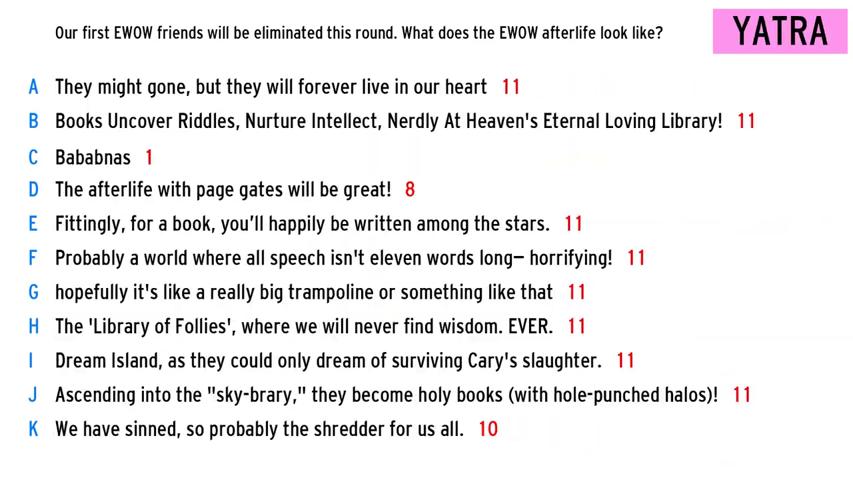 Our first EWOW friends will be eliminated this round. What does the EWOW afterlife look like?
YATRA
A They might gone, but they will forever live in our heart 11
B Books Uncover Riddles, Nurture Intellect, Nerdly At Heaven's Eternal Loving Library! 11
C Bababnas 1
D The afterlife with page gates will be great! 8
E Fittingly, for a book, you’ll happily be written among the stars. 11
F Probably a world where all speech isn't eleven words long— horrifying! 11
G hopefully it's like a really big trampoline or something like that 11
H The 'Library of Follies', where we will never find wisdom. EVER. 11
I Dream Island, as they could only dream of surviving Cary's slaughter. 11
J Ascending into the "sky-brary," they become holy books (with hole-punched halos)! 11
K We have sinned, so probably the shredder for us all. 10